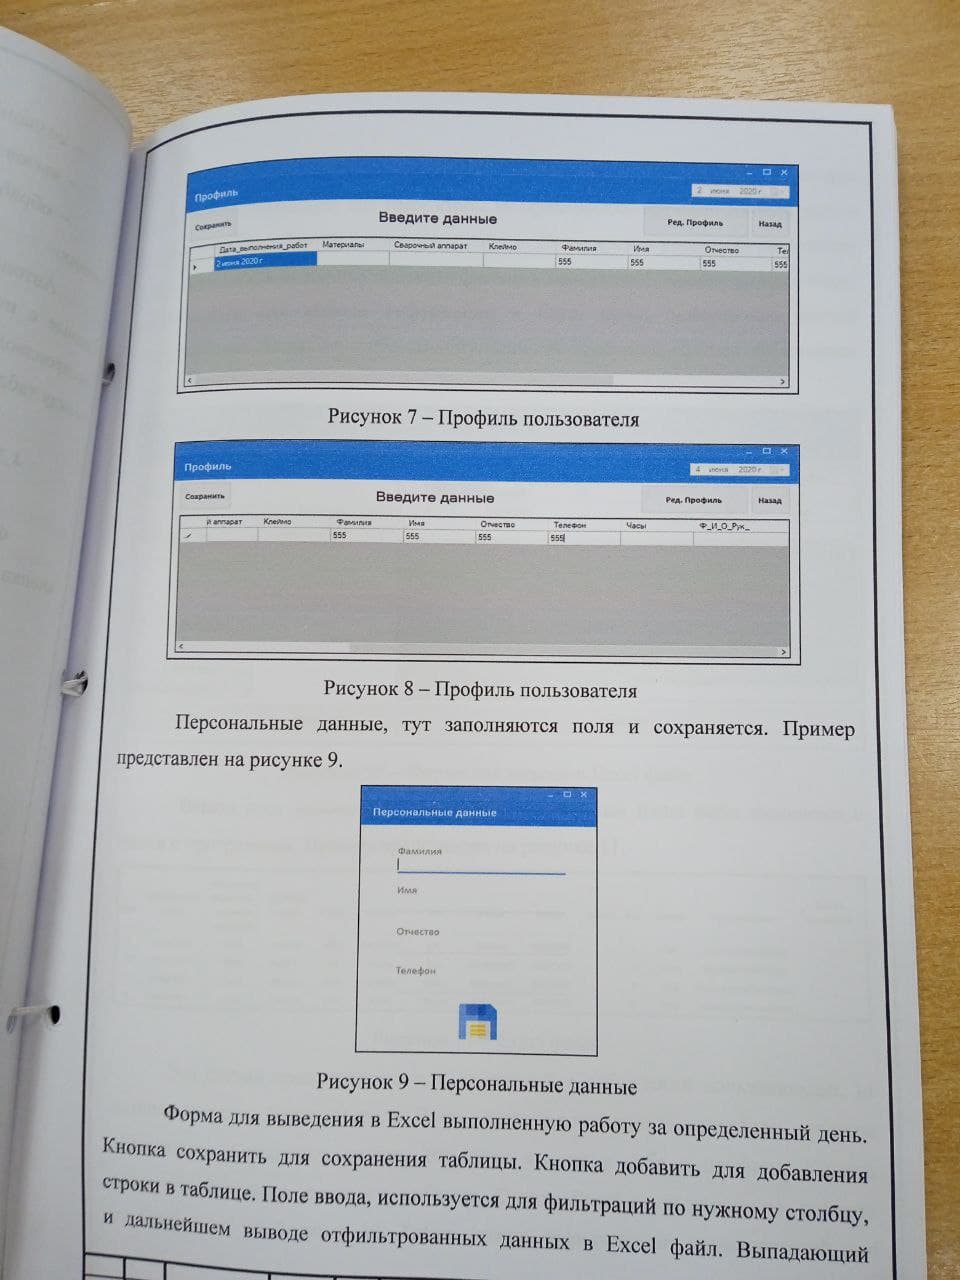 Профиль
2 июня 2020 г.
Сохранить
Введите данные
Ред. Профиль
Назад
Дата_выполнения_работ Материалы Сварочный аппарат Клеймо Фамилия Имя Отчество Тел
2 июня 2020 г. 555 555 555 555
Рисунок 7 – Профиль пользователя
Профиль
4 июня 2020 г.
Сохранить
Введите данные
Ред. Профиль
Назад
й аппарат Клеймо Фамилия Имя Отчество Телефон Часы Ф_И_О_Рук_
555 555 555 555
Рисунок 8 – Профиль пользователя
Персональные данные, тут заполняются поля и сохраняется. Пример
представлен на рисунке 9.
Персональные данные
Фамилия
Имя
Отчество
Телефон
Рисунок 9 – Персональные данные
Форма для выведения в Excel выполненную работу за определенный день.
Кнопка сохранить для сохранения таблицы. Кнопка добавить для добавления
строки в таблице. Поле ввода, используется для фильтраций по нужному столбцу,
и дальнейшем выводе отфильтрованных данных в Excel файл. Выпадающий